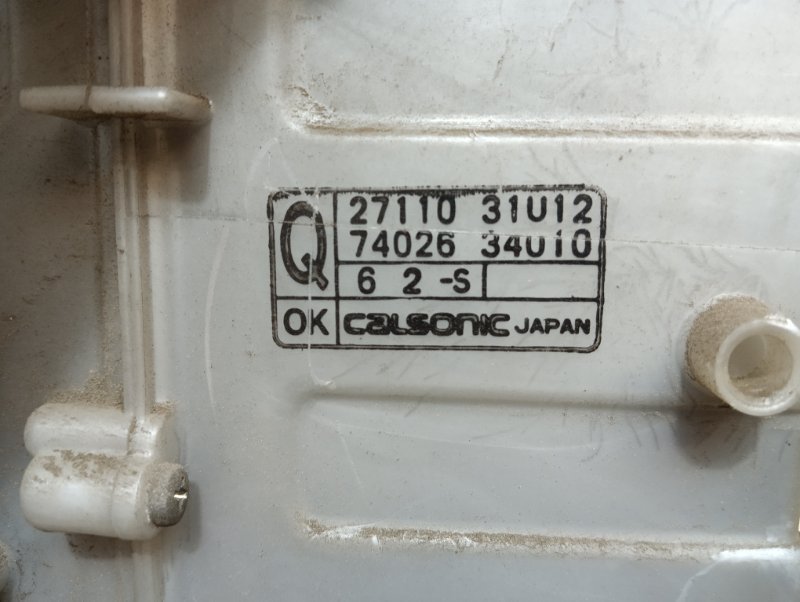 Q
27110 31U12
74026 34U10
6 2 -S
OK CALSONIC JAPAN